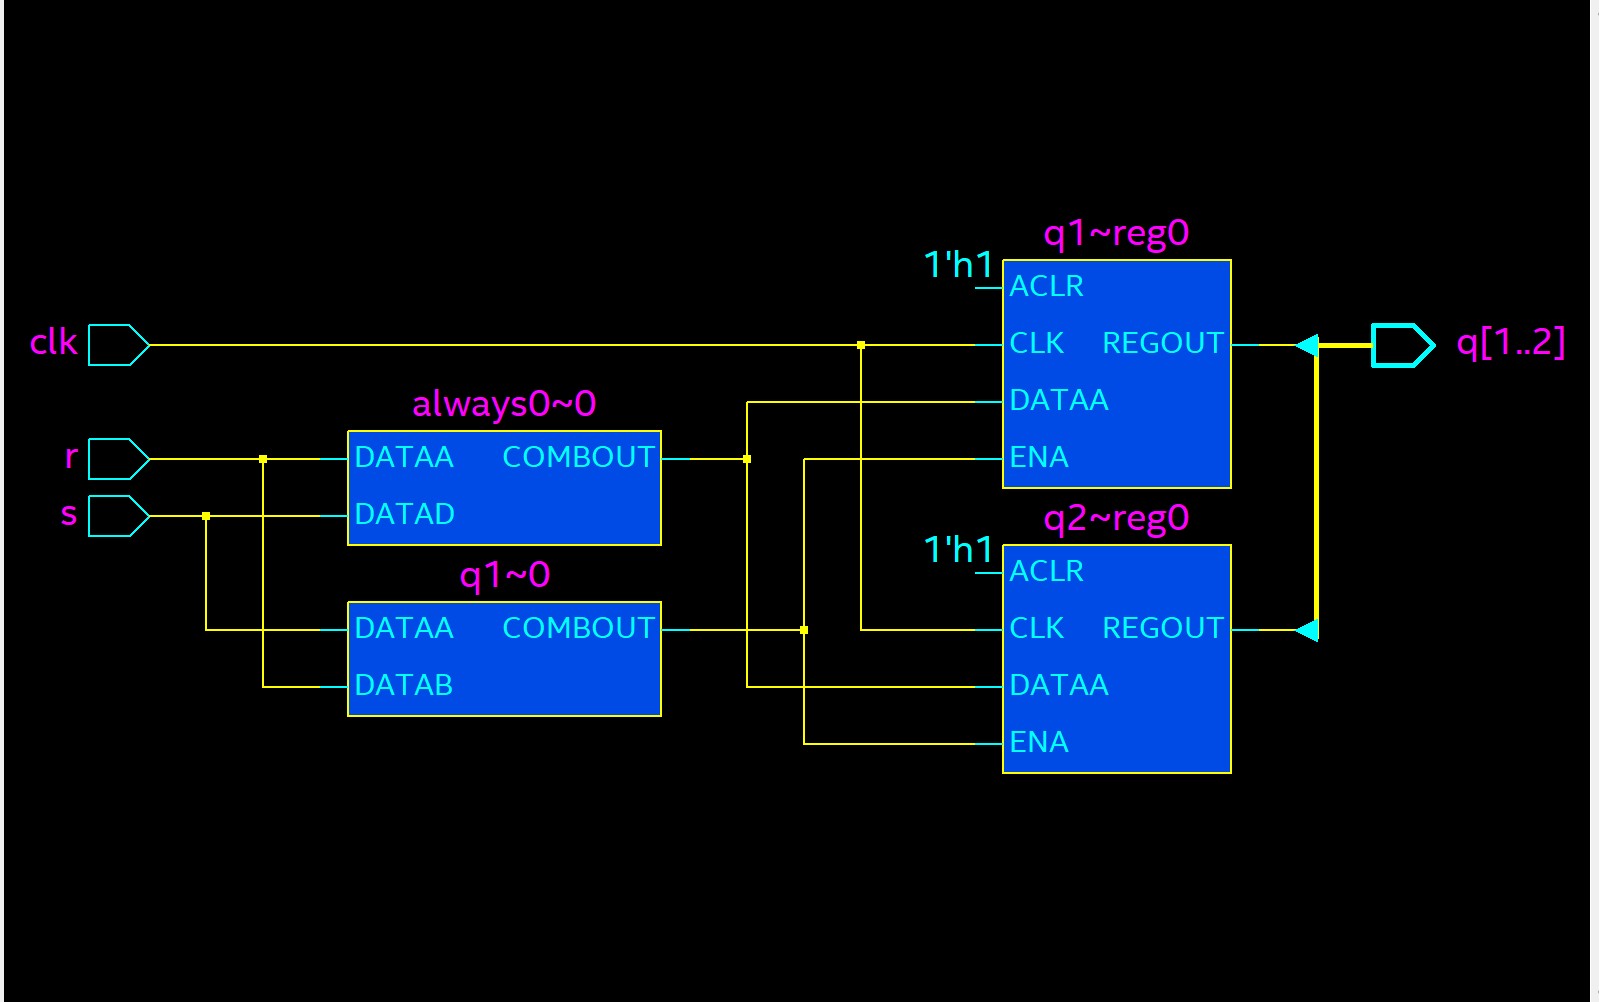 q1~reg0
1'h1
ACLR
clk
CLK REGOUT
q[1..2]
always0~0
DATAA
r
DATAA COMBOUT
ENA
s
DATAD
q2~reg0
1'h1
ACLR
q1~0
DATAA COMBOUT
CLK REGOUT
DATAB
DATAA
ENA